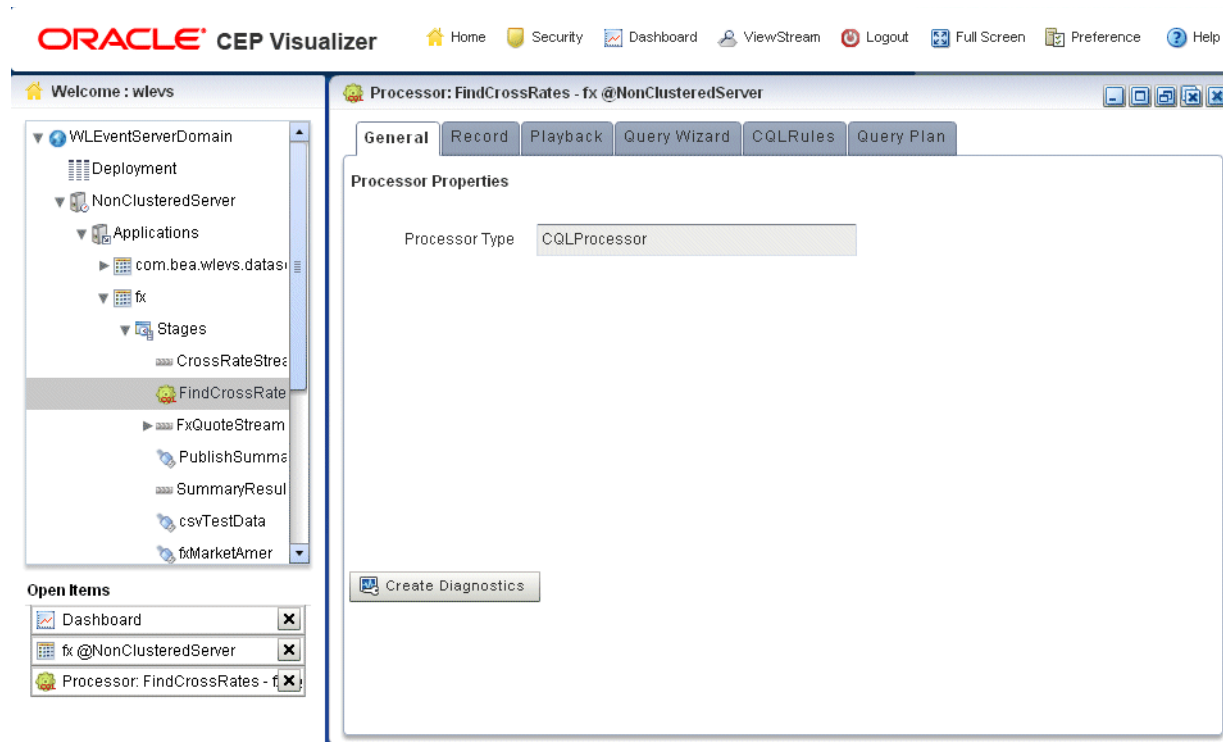 ORACLE CEP Visualizer
Home Security Dashboard ViewStream Logout Full Screen Preference Help
Welcome : wlevs
WLEventServerDomain
Deployment
NonClusteredServer
Applications
com.bea.wlevs.datas
fx
Stages
CrossRateStrea
FindCrossRate
FxQuoteStream
PublishSumma
SummaryResul
csvTestData
fxMarketAmer
Open Items
Dashboard
fx @NonClusteredServer
Processor: FindCrossRates - f
Processor: FindCrossRates - fx @NonClusteredServer
General Record Playback Query Wizard CQLRules Query Plan
Processor Properties
Processor Type CQLProcessor
Create Diagnostics